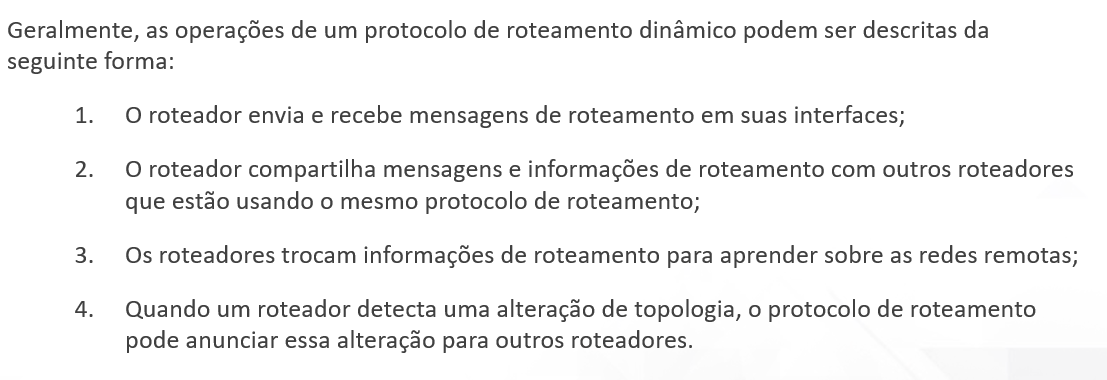 Geralmente, as operações de um protocolo de roteamento dinâmico podem ser descritas da
seguinte forma:
1. O roteador envia e recebe mensagens de roteamento em suas interfaces;
2. O roteador compartilha mensagens e informações de roteamento com outros roteadores
que estão usando o mesmo protocolo de roteamento;
3. Os roteadores trocam informações de roteamento para aprender sobre as redes remotas;
4. Quando um roteador detecta uma alteração de topologia, o protocolo de roteamento
pode anunciar essa alteração para outros roteadores.